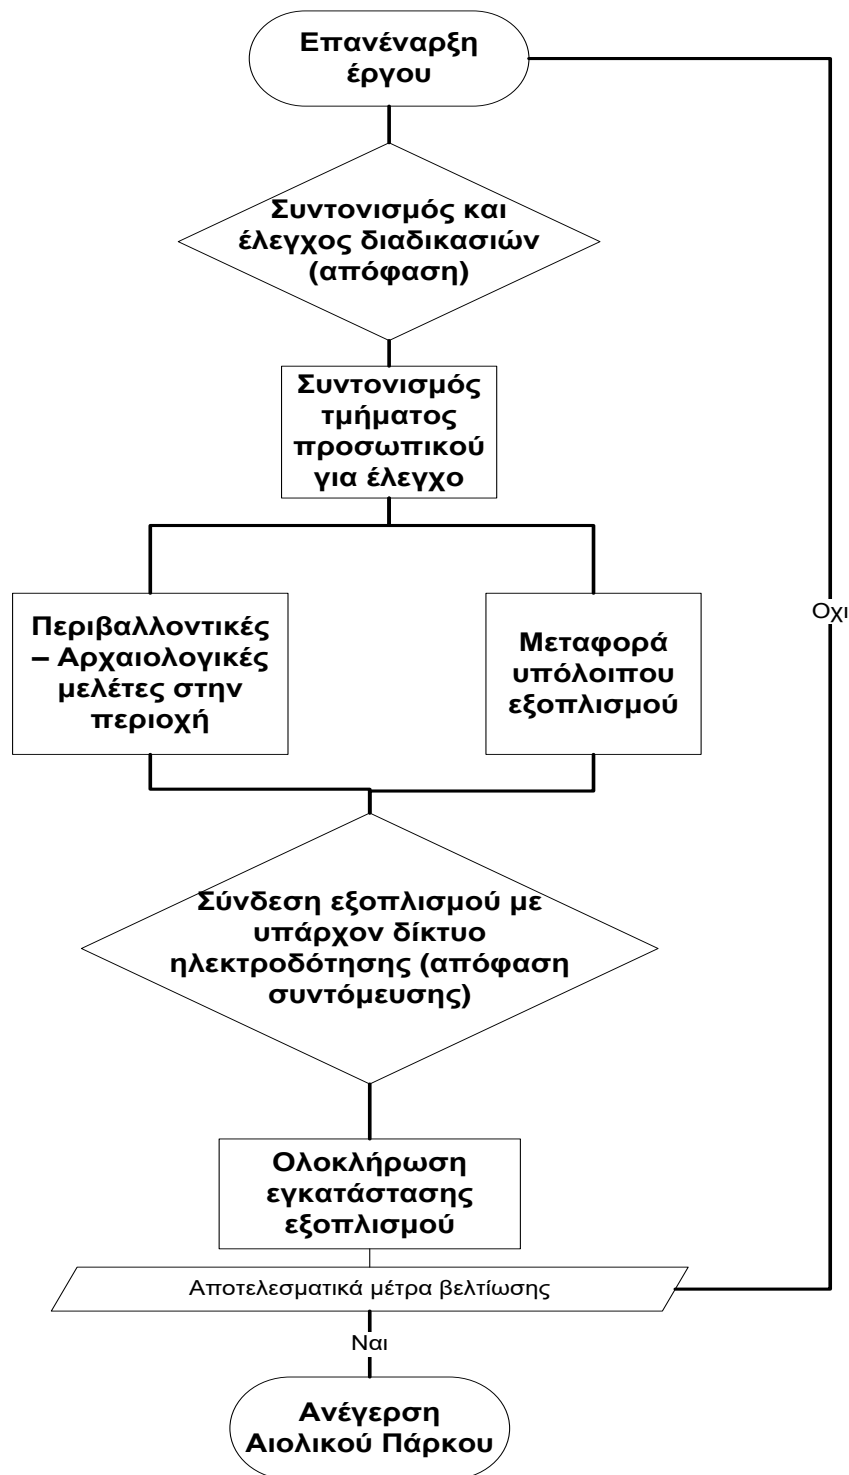 Επανέναρξη
έργου
Συντονισμός και
έλεγχος διαδικασιών
(απόφαση)
Συντονισμός
τμήματος
προσωπικού
για έλεγχο
Περιβαλλοντικές
– Αρχαιολογικές
μελέτες στην
περιοχή
Μεταφορά
υπόλοιπου
εξοπλισμού
Οχι
Σύνδεση εξοπλισμού με
υπάρχον δίκτυο
ηλεκτροδότησης (απόφαση
συντόμευσης)
Ολοκλήρωση
εγκατάστασης
εξοπλισμού
Αποτελεσματικά μέτρα βελτίωσης
Ναι
Ανέγερση
Αιολικού Πάρκου